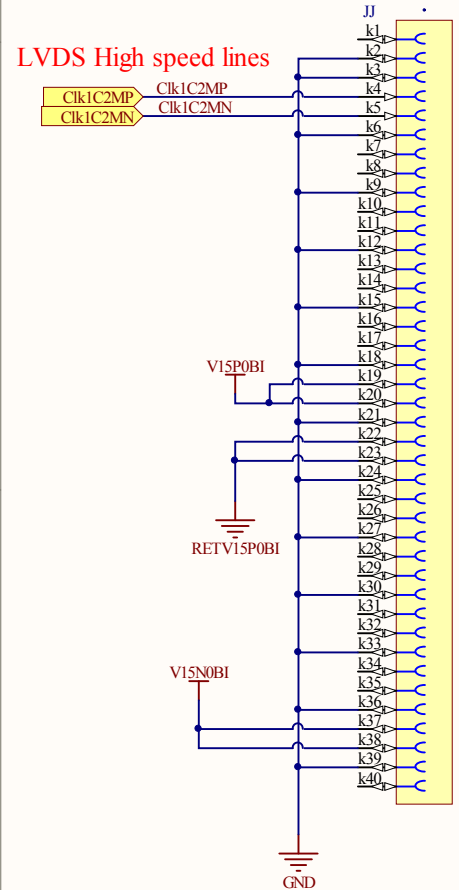 JJ
LVDS High speed lines
k1
k2
k3
Clk1C2MP Clk1C2MP k4
Clk1C2MN Clk1C2MN k5
k6
k7
k8
k9
k10
k11
k12
k13
k14
k15
k16
k17
k18
V15P0BI
k19
k20
k21
k22
k23
k24
k25
k26
k27
RETV15P0BI
k28
k29
k30
k31
k32
k33
k34
V15N0BI
k35
k36
k37
k38
k39
k40
GND